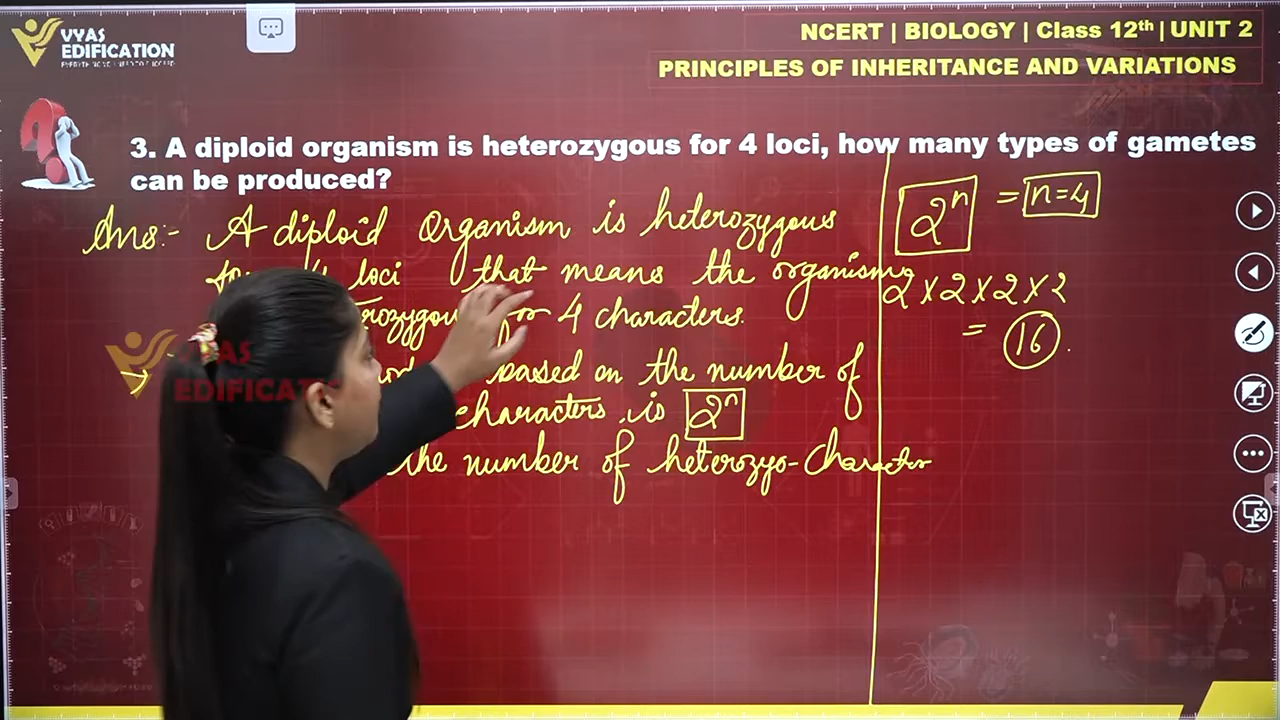 VYAS
EDIFICATION
NCERT | BIOLOGY | Class 12th | UNIT 2
PRINCIPLES OF INHERITANCE AND VARIATIONS
3. A diploid organism is heterozygous for 4 loci, how many types of gametes
can be produced?
Ans:- A diploid Organism is heterozygous
4 loci that means the organism
4 characters.
based on the number of
characters is 2ⁿ
the number of heterozyo-Character
2ⁿ = n=4
2×2×2×2
= 16.
VYAS
EDIFICATI